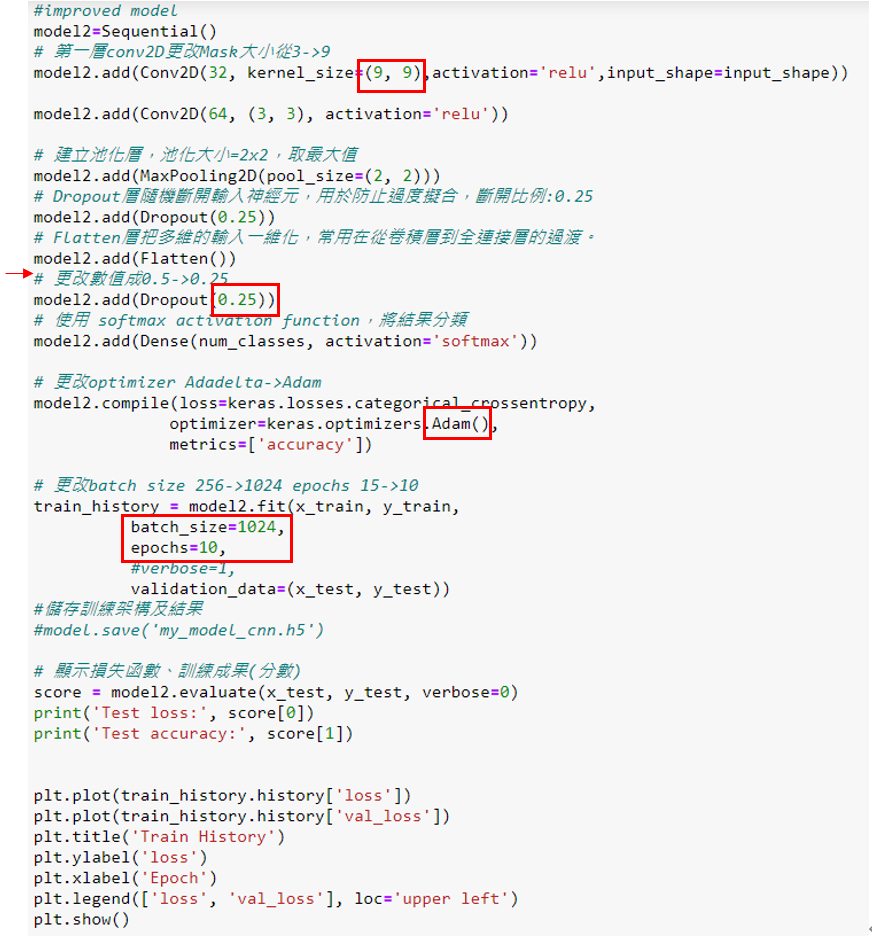 #improved model
model2=Sequential()
# 第一層conv2D更改Mask大小從3->9
model2.add(Conv2D(32, kernel_size=(9, 9),activation='relu',input_shape=input_shape))
model2.add(Conv2D(64, (3, 3), activation='relu'))
# 建立池化層，池化大小=2x2，取最大值
model2.add(MaxPooling2D(pool_size=(2, 2)))
# Dropout層隨機斷開輸入神經元，用於防止過度擬合，斷開比例:0.25
model2.add(Dropout(0.25))
# Flatten層把多維的輸入一維化，常用在從卷積層到全連接層的過渡。
model2.add(Flatten())
# 更改數值成0.5->0.25
model2.add(Dropout(0.25))
# 使用 softmax activation function，將結果分類
model2.add(Dense(num_classes, activation='softmax'))
# 更改optimizer Adadelta->Adam
model2.compile(loss=keras.losses.categorical_crossentropy,
optimizer=keras.optimizers.Adam(),
metrics=['accuracy'])
# 更改batch size 256->1024 epochs 15->10
train_history = model2.fit(x_train, y_train,
batch_size=1024,
epochs=10,
#verbose=1,
validation_data=(x_test, y_test))
#儲存訓練架構及結果
#model.save('my_model_cnn.h5')
# 顯示損失函數、訓練成果(分數)
score = model2.evaluate(x_test, y_test, verbose=0)
print('Test loss:', score[0])
print('Test accuracy:', score[1])
plt.plot(train_history.history['loss'])
plt.plot(train_history.history['val_loss'])
plt.title('Train History')
plt.ylabel('loss')
plt.xlabel('Epoch')
plt.legend(['loss', 'val_loss'], loc='upper left')
plt.show()